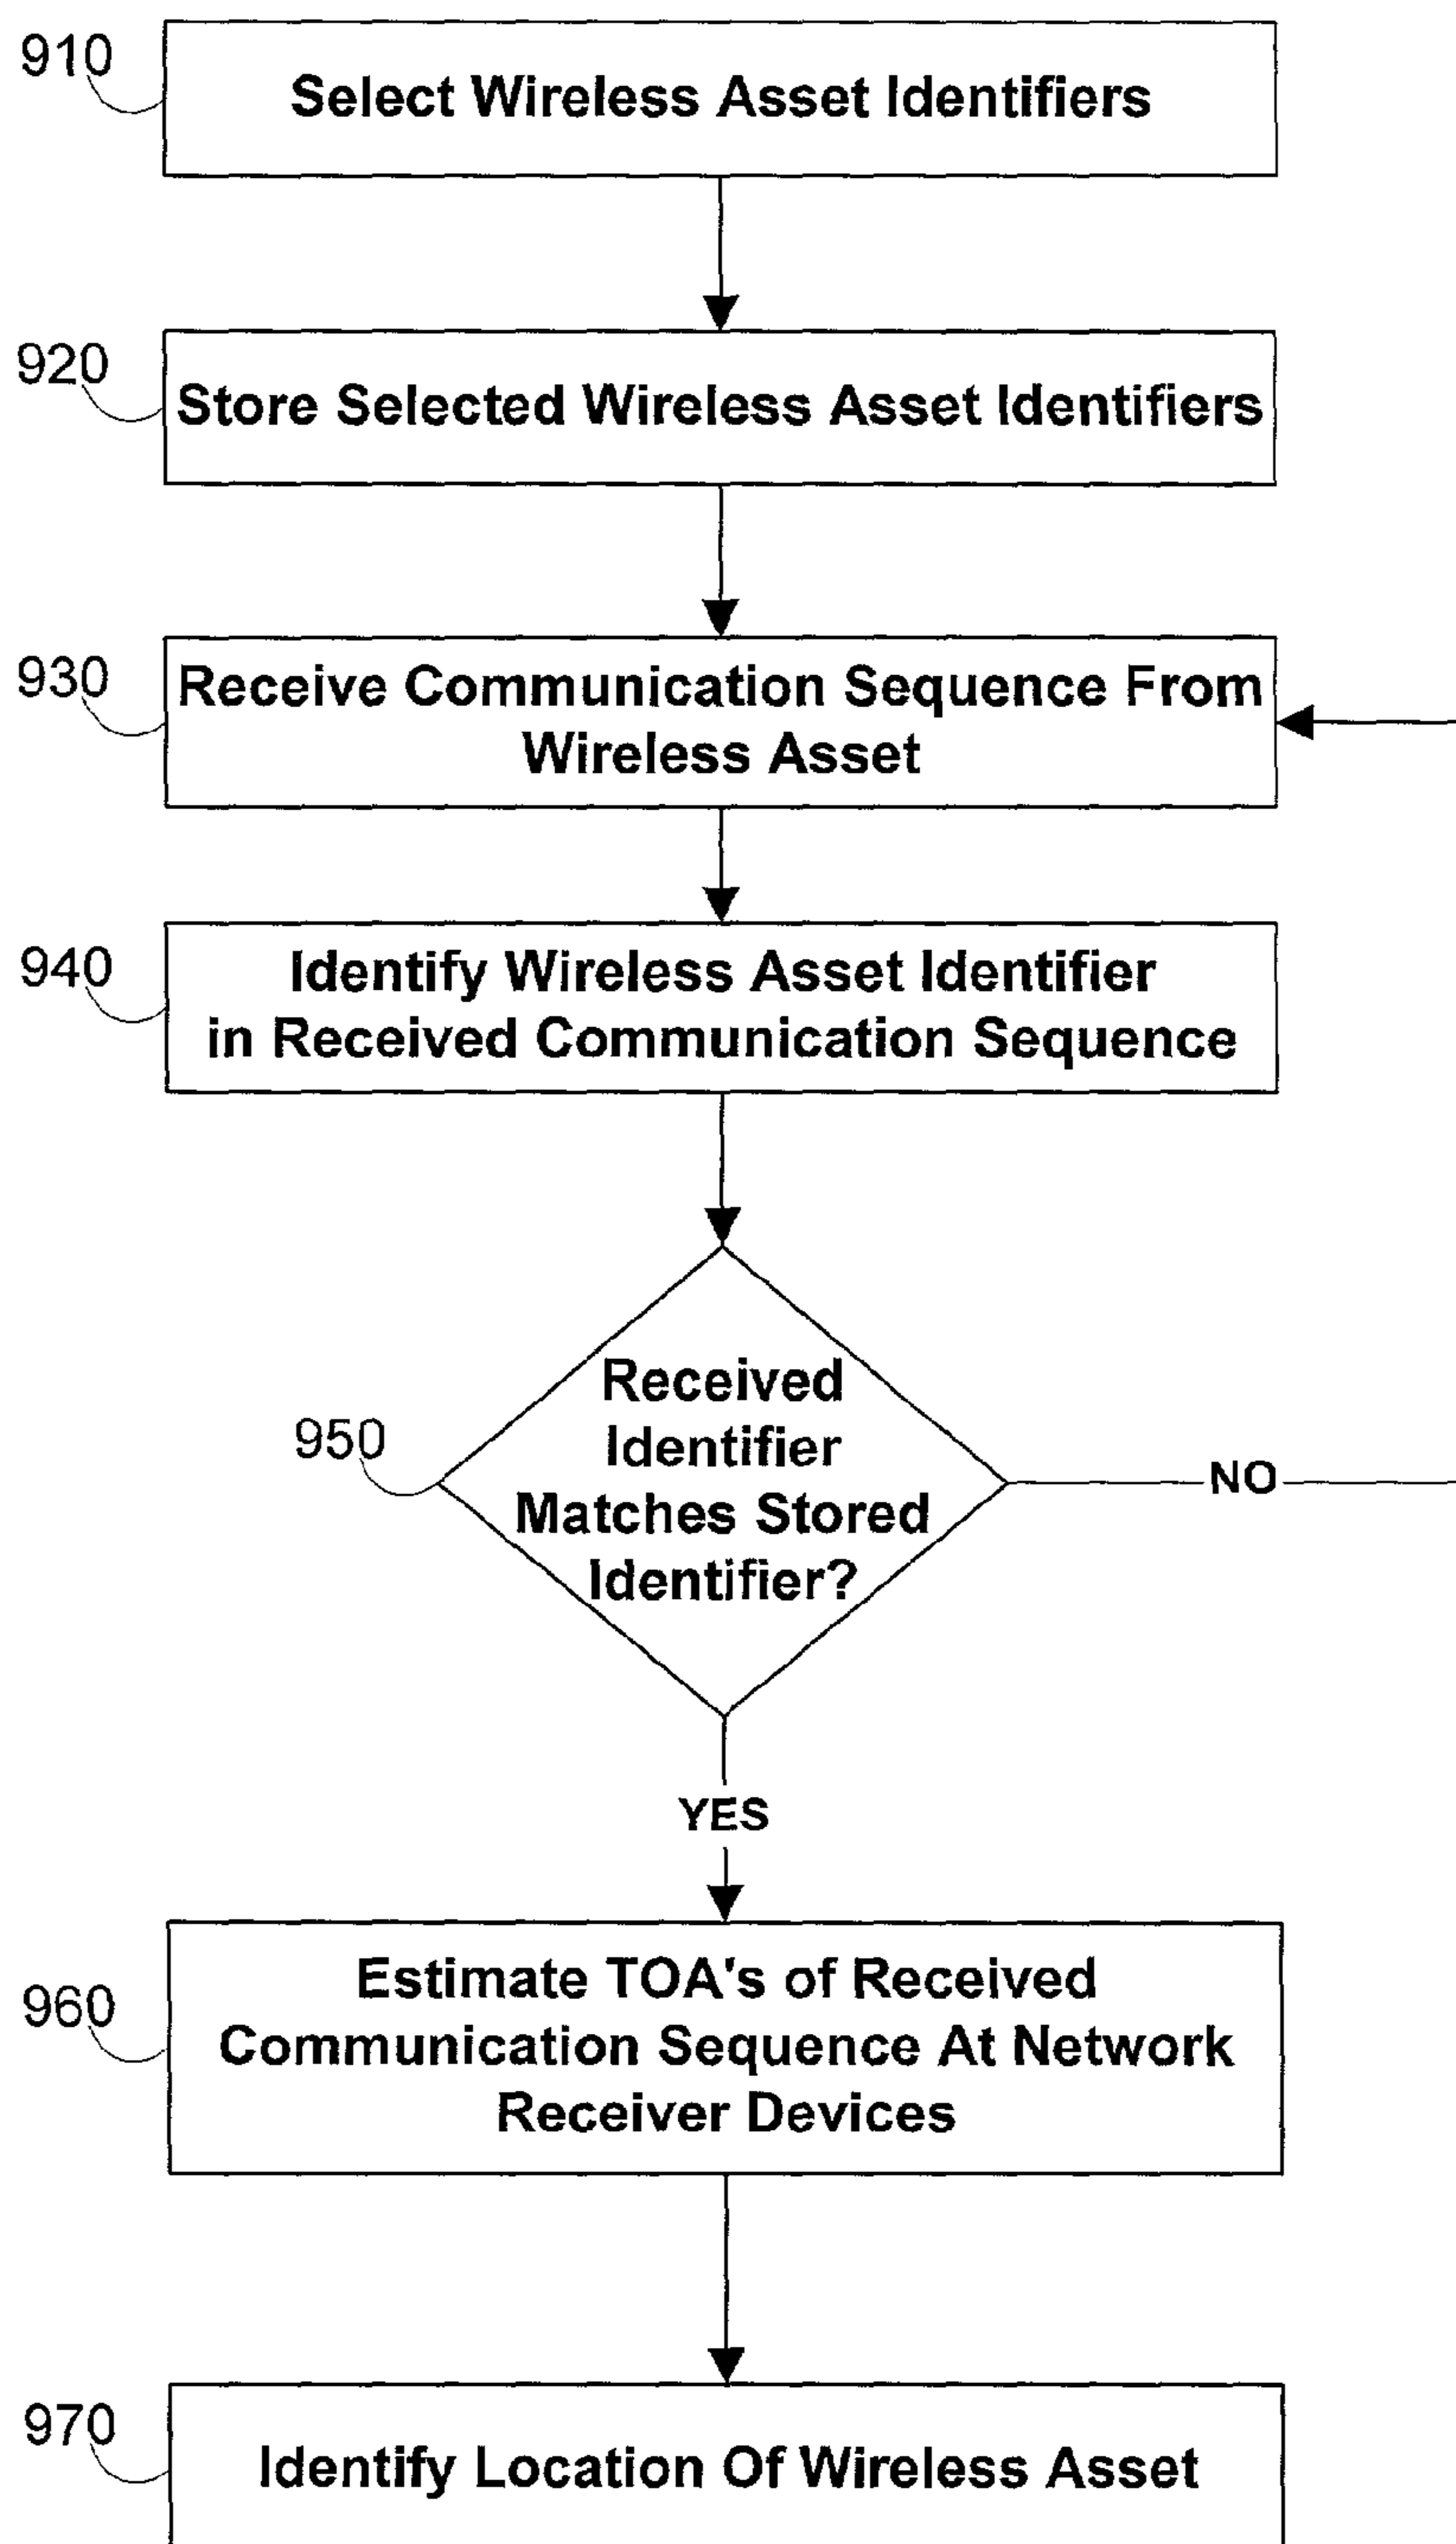 910
Select Wireless Asset Identifiers
920
Store Selected Wireless Asset Identifiers
930
Receive Communication Sequence From
Wireless Asset
940
Identify Wireless Asset Identifier
in Received Communication Sequence
950
Received
Identifier
Matches Stored
Identifier?
NO
YES
960
Estimate TOA's of Received
Communication Sequence At Network
Receiver Devices
970
Identify Location Of Wireless Asset